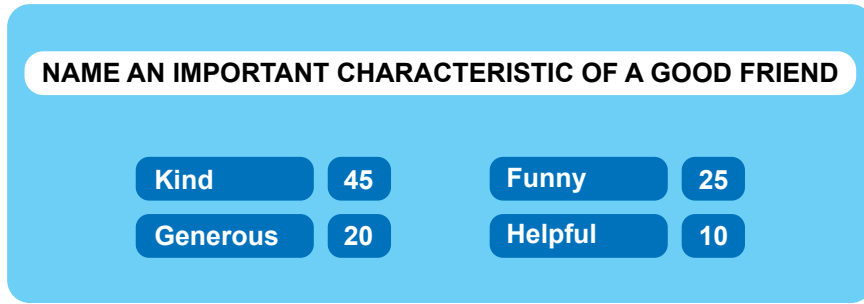 NAME AN IMPORTANT CHARACTERISTIC OF A GOOD FRIEND
Kind 45 Funny 25
Generous 20 Helpful 10